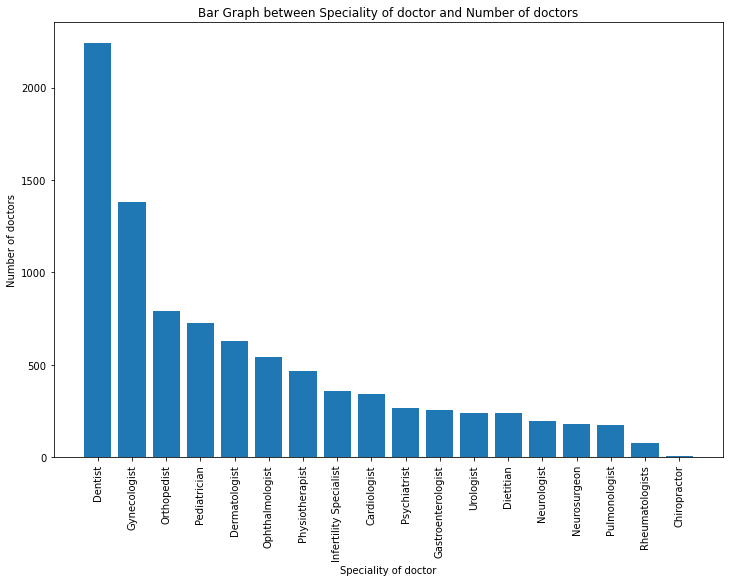 Bar Graph between Speciality of doctor and Number of doctors
Number of doctors
2000
1500
1000
500
0
Dentist
Gynecologist
Orthopedist
Pediatrician
Dermatologist
Ophthalmologist
Physiotherapist
Infertility Specialist
Cardiologist
Psychiatrist
Gastroenterologist
Urologist
Dietitian
Neurologist
Neurosurgeon
Pulmonologist
Rheumatologists
Chiropractor
Speciality of doctor